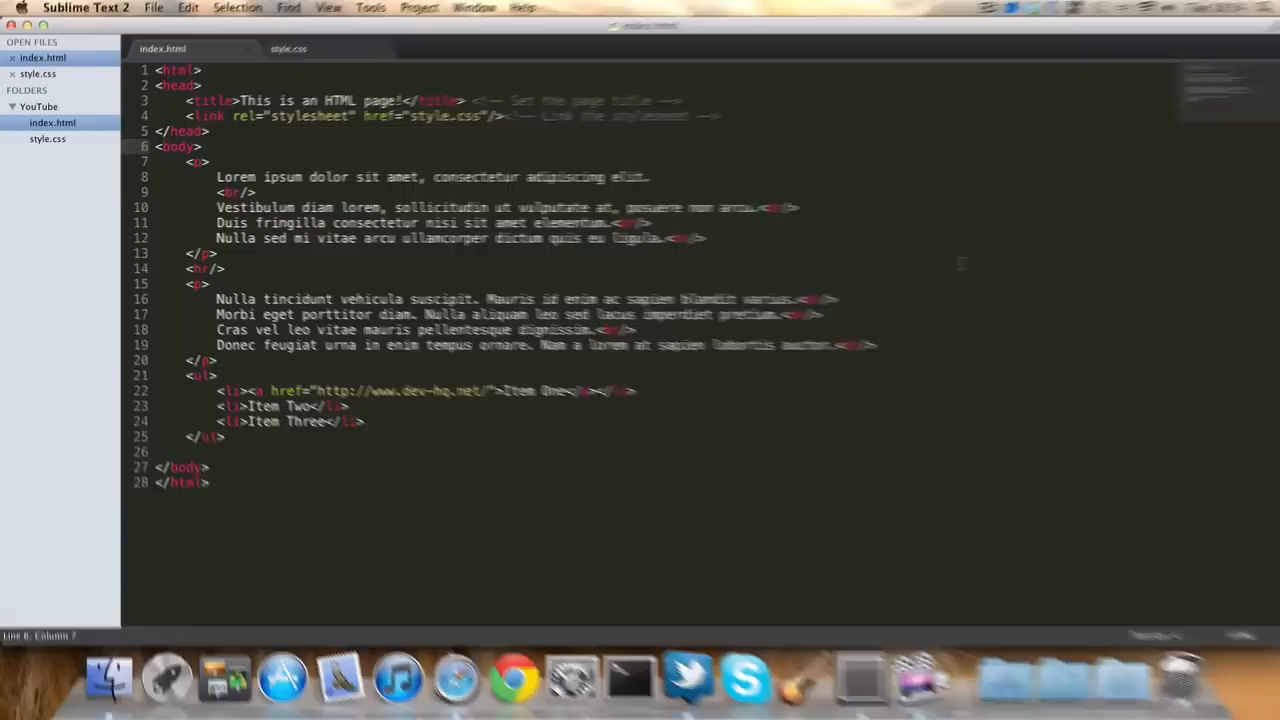 Sublime Text 2 File Edit Selection Find View Tools Project Window Help
index.html
OPEN FILES
index.html
style.css
FOLDERS
YouTube
index.html
style.css
index.html style.css
1 <html>
2 <head>
3 <title>This is an HTML page!</title> <!-- Set the page title -->
4 <link rel="stylesheet" href="style.css"/><!-- Link the stylesheet -->
5 </head>
6 <body>
7 <p>
8 Lorem ipsum dolor sit amet, consectetur adipiscing elit.
9 <br/>
10 Vestibulum diam lorem, sollicitudin ut vulputate at, posuere non arcu.<br/>
11 Duis fringilla consectetur nisi sit amet elementum.<br/>
12 Nulla sed mi vitae arcu ullamcorper dictum quis eu ligula.<br/>
13 </p>
14 <hr/>
15 <p>
16 Nulla tincidunt vehicula suscipit. Mauris id enim ac sapien blandit varius.<br/>
17 Morbi eget porttitor diam. Nulla aliquam leo sed lacus imperdiet pretium.<br/>
18 Cras vel leo vitae mauris pellentesque dignissim.<br/>
19 Donec feugiat urna in enim tempus ornare. Nam a lorem at sapien lobortis auctor.<br/>
20 </p>
21 <ul>
22 <li><a href="http://www.dev-hq.net/">Item One</a></li>
23 <li>Item Two</li>
24 <li>Item Three</li>
25 </ul>
26
27 </body>
28 </html>
Line 6, Column 7